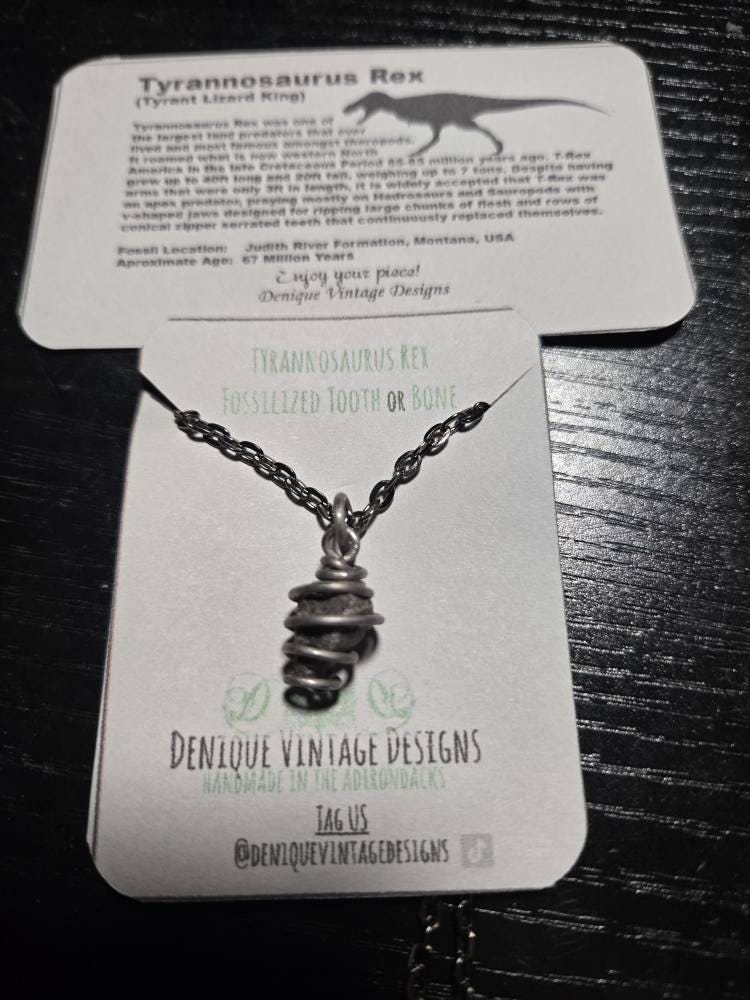 Tyrannosaurus Rex
(Tyrant Lizard King)
Tyrannosaurus Rex was one of
the largest land predators that ever
lived and most famous amongst theropods.
It roamed what is now western North
America in the late Cretaceous Period 66-83 million years ago. T-Rex
grew up to 40ft long and 20ft tall, weighing up to 7 tons. Despite having
arms that were only 3ft in length, it is widely accepted that T-Rex was
an apex predator, praying mostly on Hadrosaurs and Sauropods with
v-shaped jaws designed for ripping large chunks of flesh and rows of
conical zipper serrated teeth that continuously replaced themselves.
Fossil Location: Judith River Formation, Montana, USA
Aproximate Age: 67 Million Years
Enjoy your piece!
Denique Vintage Designs
TYRANNOSAURUS REX
FOSSILIZED TOOTH OR BONE
DENIQUE VINTAGE DESIGNS
HANDMADE IN THE ADIRONDACKS
TAG US
@DENIQUEVINTAGEDESIGNS